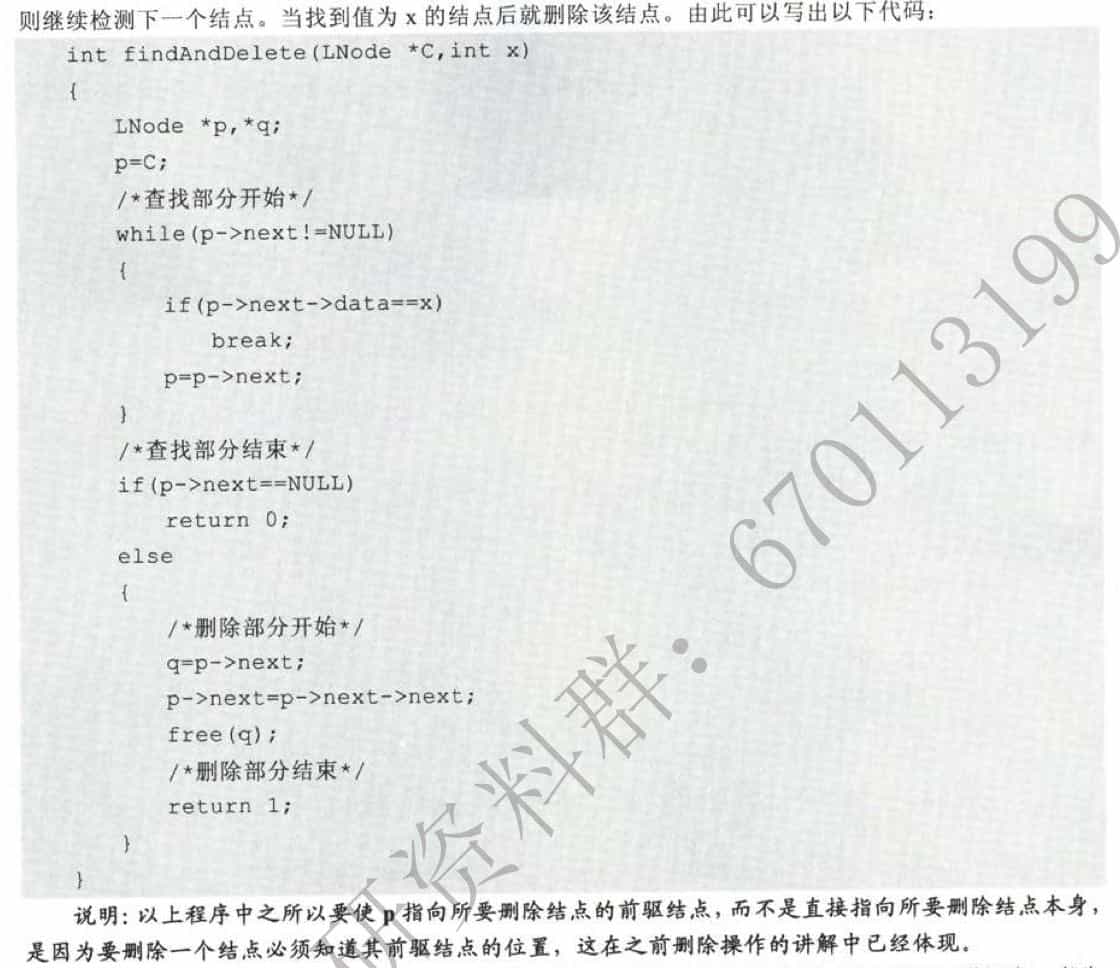 则继续检测下一个结点。当找到值为 x 的结点后就删除该结点。由此可以写出以下代码：
int findAndDelete(LNode *C,int x)
{
LNode *p,*q;
p=C;
/*查找部分开始*/
while(p->next!=NULL)
{
if(p->next->data==x)
break;
p=p->next;
}
/*查找部分结束*/
if(p->next==NULL)
return 0;
else
{
/*删除部分开始*/
q=p->next;
p->next=p->next->next;
free(q);
/*删除部分结束*/
return 1;
}
}
说明：以上程序中之所以要使 p 指向所要删除结点的前驱结点，而不是直接指向所要删除结点本身，
是因为要删除一个结点必须知道其前驱结点的位置，这在之前删除操作的讲解中已经体现。
研资料群：670113199